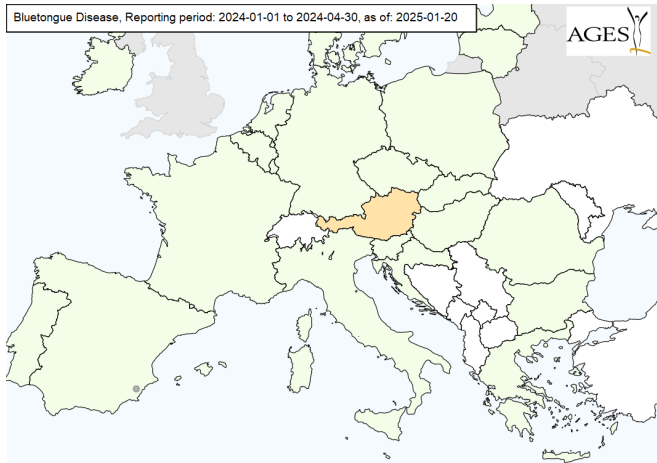 Bluetongue Disease, Reporting period: 2024-01-01 to 2024-04-30, as of: 2025-01-20
AGES